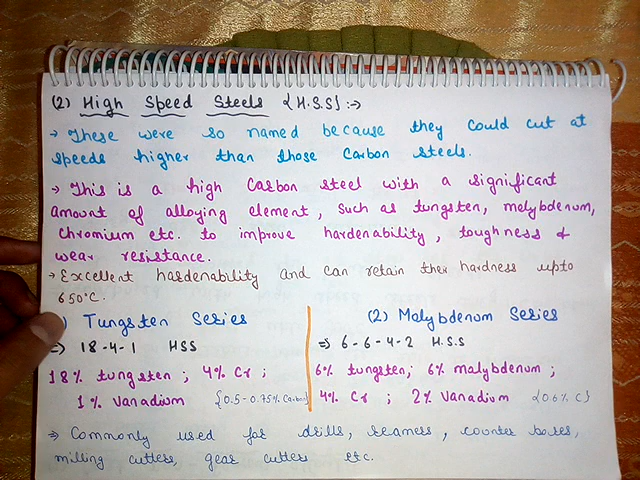 (2) High Speed Steels {H.S.S} :→
→ These were so named because they could cut at
speeds higher than those Carbon steels.
→ This is a high Carbon steel with a significant
amount of alloying element, such as tungsten, molybdenum,
chromium etc. to improve hardenability, toughness &
wear resistance.
→ Excellent hardenability and can retain their hardness upto
650°C.
) Tungsten Series
(2) Molybdenum Series
⇒ 18-4-1 HSS
⇒ 6-6-4-2 H.S.S
18% tungsten ; 4% Cr ;
6% tungsten; 6% molybdenum ;
1% Vanadium {0.5-0.75% Carbon}
4% Cr ; 2% Vanadium {0.6% C}
⇒ Commonly used for drills, reamers, counter bores,
milling cutters, gear cutters etc.